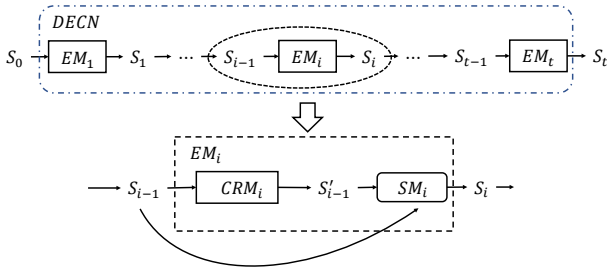 DECN
S₀ EM₁ S₁ ... Sᵢ₋₁ EMᵢ Sᵢ ... Sₜ₋₁ EMₜ Sₜ
EMᵢ
Sᵢ₋₁ CRMᵢ S′ᵢ₋₁ SMᵢ Sᵢ